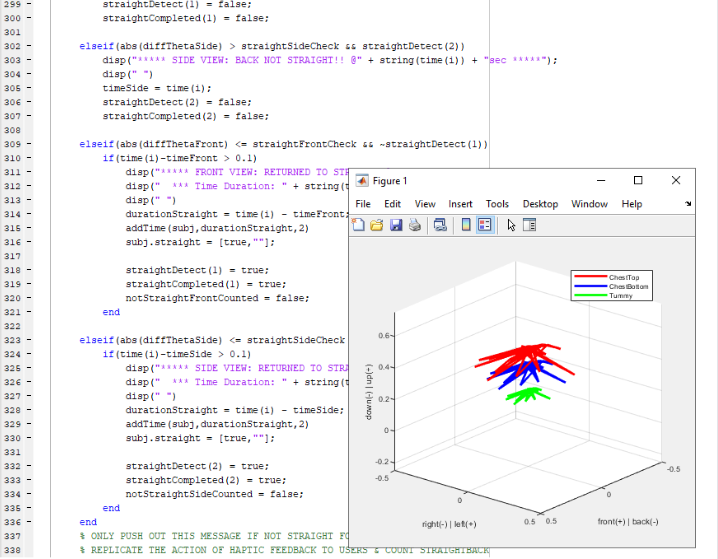 299 - straightDetect(1) = false;
300 - straightCompleted(1) = false;
301
302 - elseif(abs(diffThetaSide) > straightSideCheck && straightDetect(2))
303 - disp("***** SIDE VIEW: BACK NOT STRAIGHT!! @" + string(time(i)) + "sec *****");
304 - disp(" ")
305 - timeSide = time(i);
306 - straightDetect(2) = false;
307 - straightCompleted(2) = false;
308
309 - elseif(abs(diffThetaFront) <= straightFrontCheck && ~straightDetect(1))
310 - if(time(i)-timeFront > 0.1)
311 - disp("***** FRONT VIEW: RETURNED TO STR
312 - disp("  *** Time Duration: " + string(t
313 - disp(" ")
314 - durationStraight = time(i) - timeFront;
315 - addTime(subj,durationStraight,2)
316 - subj.straight = [true,""];
317
318 - straightDetect(1) = true;
319 - straightCompleted(1) = true;
320 - notStraightFrontCounted = false;
321 - end
322
323 - elseif(abs(diffThetaSide) <= straightSideCheck
324 - if(time(i)-timeSide > 0.1)
325 - disp("***** SIDE VIEW: RETURNED TO STRA
326 - disp("  *** Time Duration: " + string(t
327 - disp(" ")
328 - durationStraight = time(i) - timeSide;
329 - addTime(subj,durationStraight,2)
330 - subj.straight = [true,""];
331
332 - straightDetect(2) = true;
333 - straightCompleted(2) = true;
334 - notStraightSideCounted = false;
335 - end
336 - end
337 % ONLY PUSH OUT THIS MESSAGE IF NOT STRAIGHT FO
338 % REPLICATE THE ACTION OF HAPTIC FEEDBACK TO USERS & COUNT STRAIGHTBACK
Figure 1
File Edit View Insert Tools Desktop Window Help
ChestTop
ChestBottom
Tummy
down(-) | up(+)
0.6
0.4
0.2
0
-0.2
-0.5
0
0.5
right(-) | left(+)
0.5
0
-0.5
front(+) | back(-)